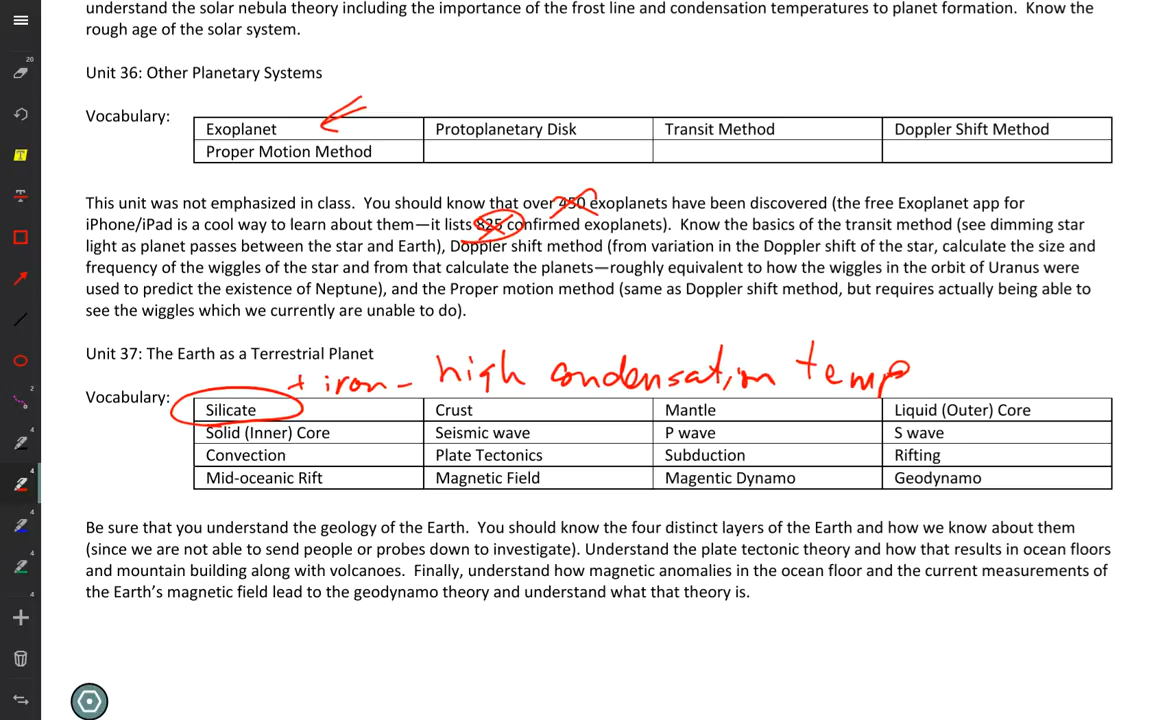 understand the solar nebula theory including the importance of the frost line and condensation temperatures to planet formation.  Know the
rough age of the solar system.
20
Unit 36: Other Planetary Systems
Vocabulary:
Exoplanet Protoplanetary Disk Transit Method Doppler Shift Method
Proper Motion Method
This unit was not emphasized in class.  You should know that over 450 exoplanets have been discovered (the free Exoplanet app for
iPhone/iPad is a cool way to learn about them—it lists 825 confirmed exoplanets).  Know the basics of the transit method (see dimming star
light as planet passes between the star and Earth), Doppler shift method (from variation in the Doppler shift of the star, calculate the size and
frequency of the wiggles of the star and from that calculate the planets—roughly equivalent to how the wiggles in the orbit of Uranus were
used to predict the existence of Neptune), and the Proper motion method (same as Doppler shift method, but requires actually being able to
see the wiggles which we currently are unable to do).
Unit 37: The Earth as a Terrestrial Planet
+ iron - high condensation temp
2
Vocabulary:
Silicate Crust Mantle Liquid (Outer) Core
4
Solid (Inner) Core Seismic wave P wave S wave
Convection Plate Tectonics Subduction Rifting
4
Mid-oceanic Rift Magnetic Field Magentic Dynamo Geodynamo
4
Be sure that you understand the geology of the Earth.  You should know the four distinct layers of the Earth and how we know about them
(since we are not able to send people or probes down to investigate). Understand the plate tectonic theory and how that results in ocean floors
4
and mountain building along with volcanoes.  Finally, understand how magnetic anomalies in the ocean floor and the current measurements of
the Earth's magnetic field lead to the geodynamo theory and understand what that theory is.
4